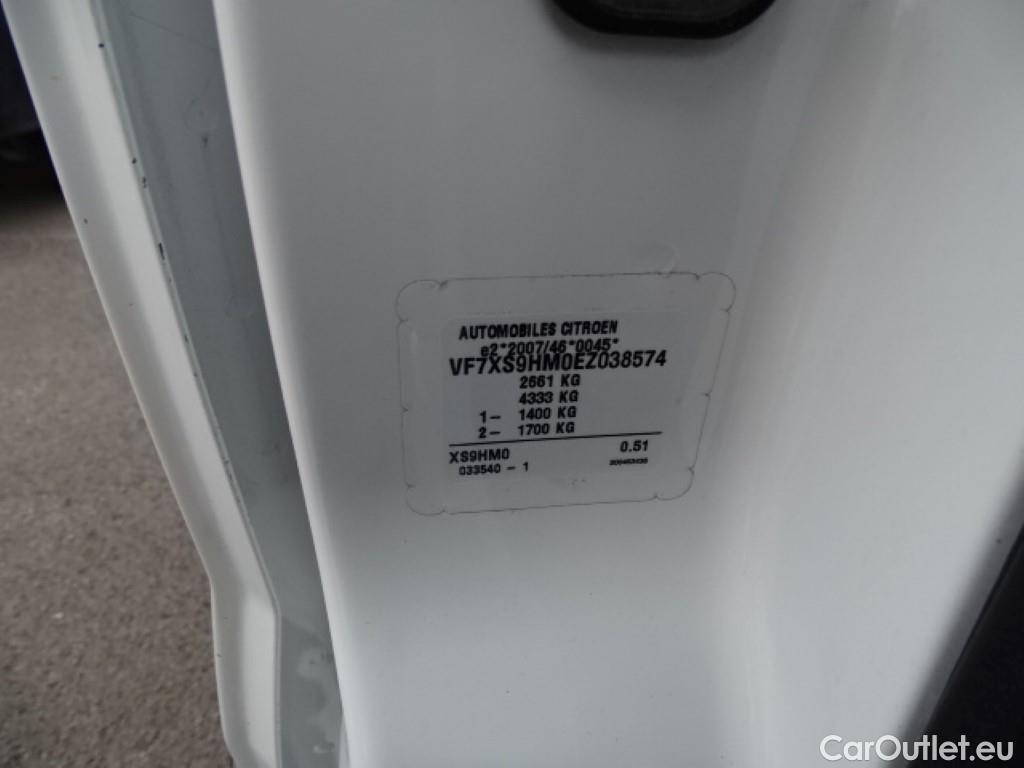 AUTOMOBILES CITROEN
e2*2007/46*0045*
VF7XS9HM0EZ038574
2661 KG
4333 KG
1- 1400 KG
2- 1700 KG
XS9HM0 0.51
033540 - 1
CarOutlet.eu